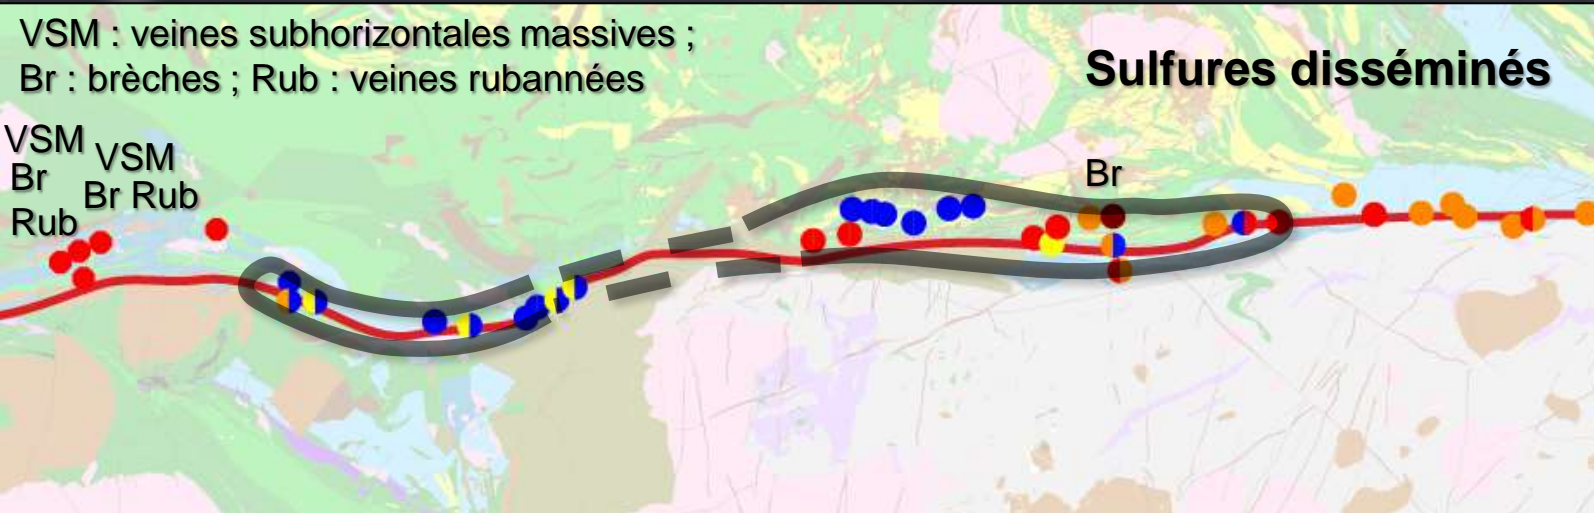 VSM : veines subhorizontales massives ;
Br : brèches ; Rub : veines rubannées
Sulfures disséminés
VSM
Br
Rub
VSM
Br Rub
Br